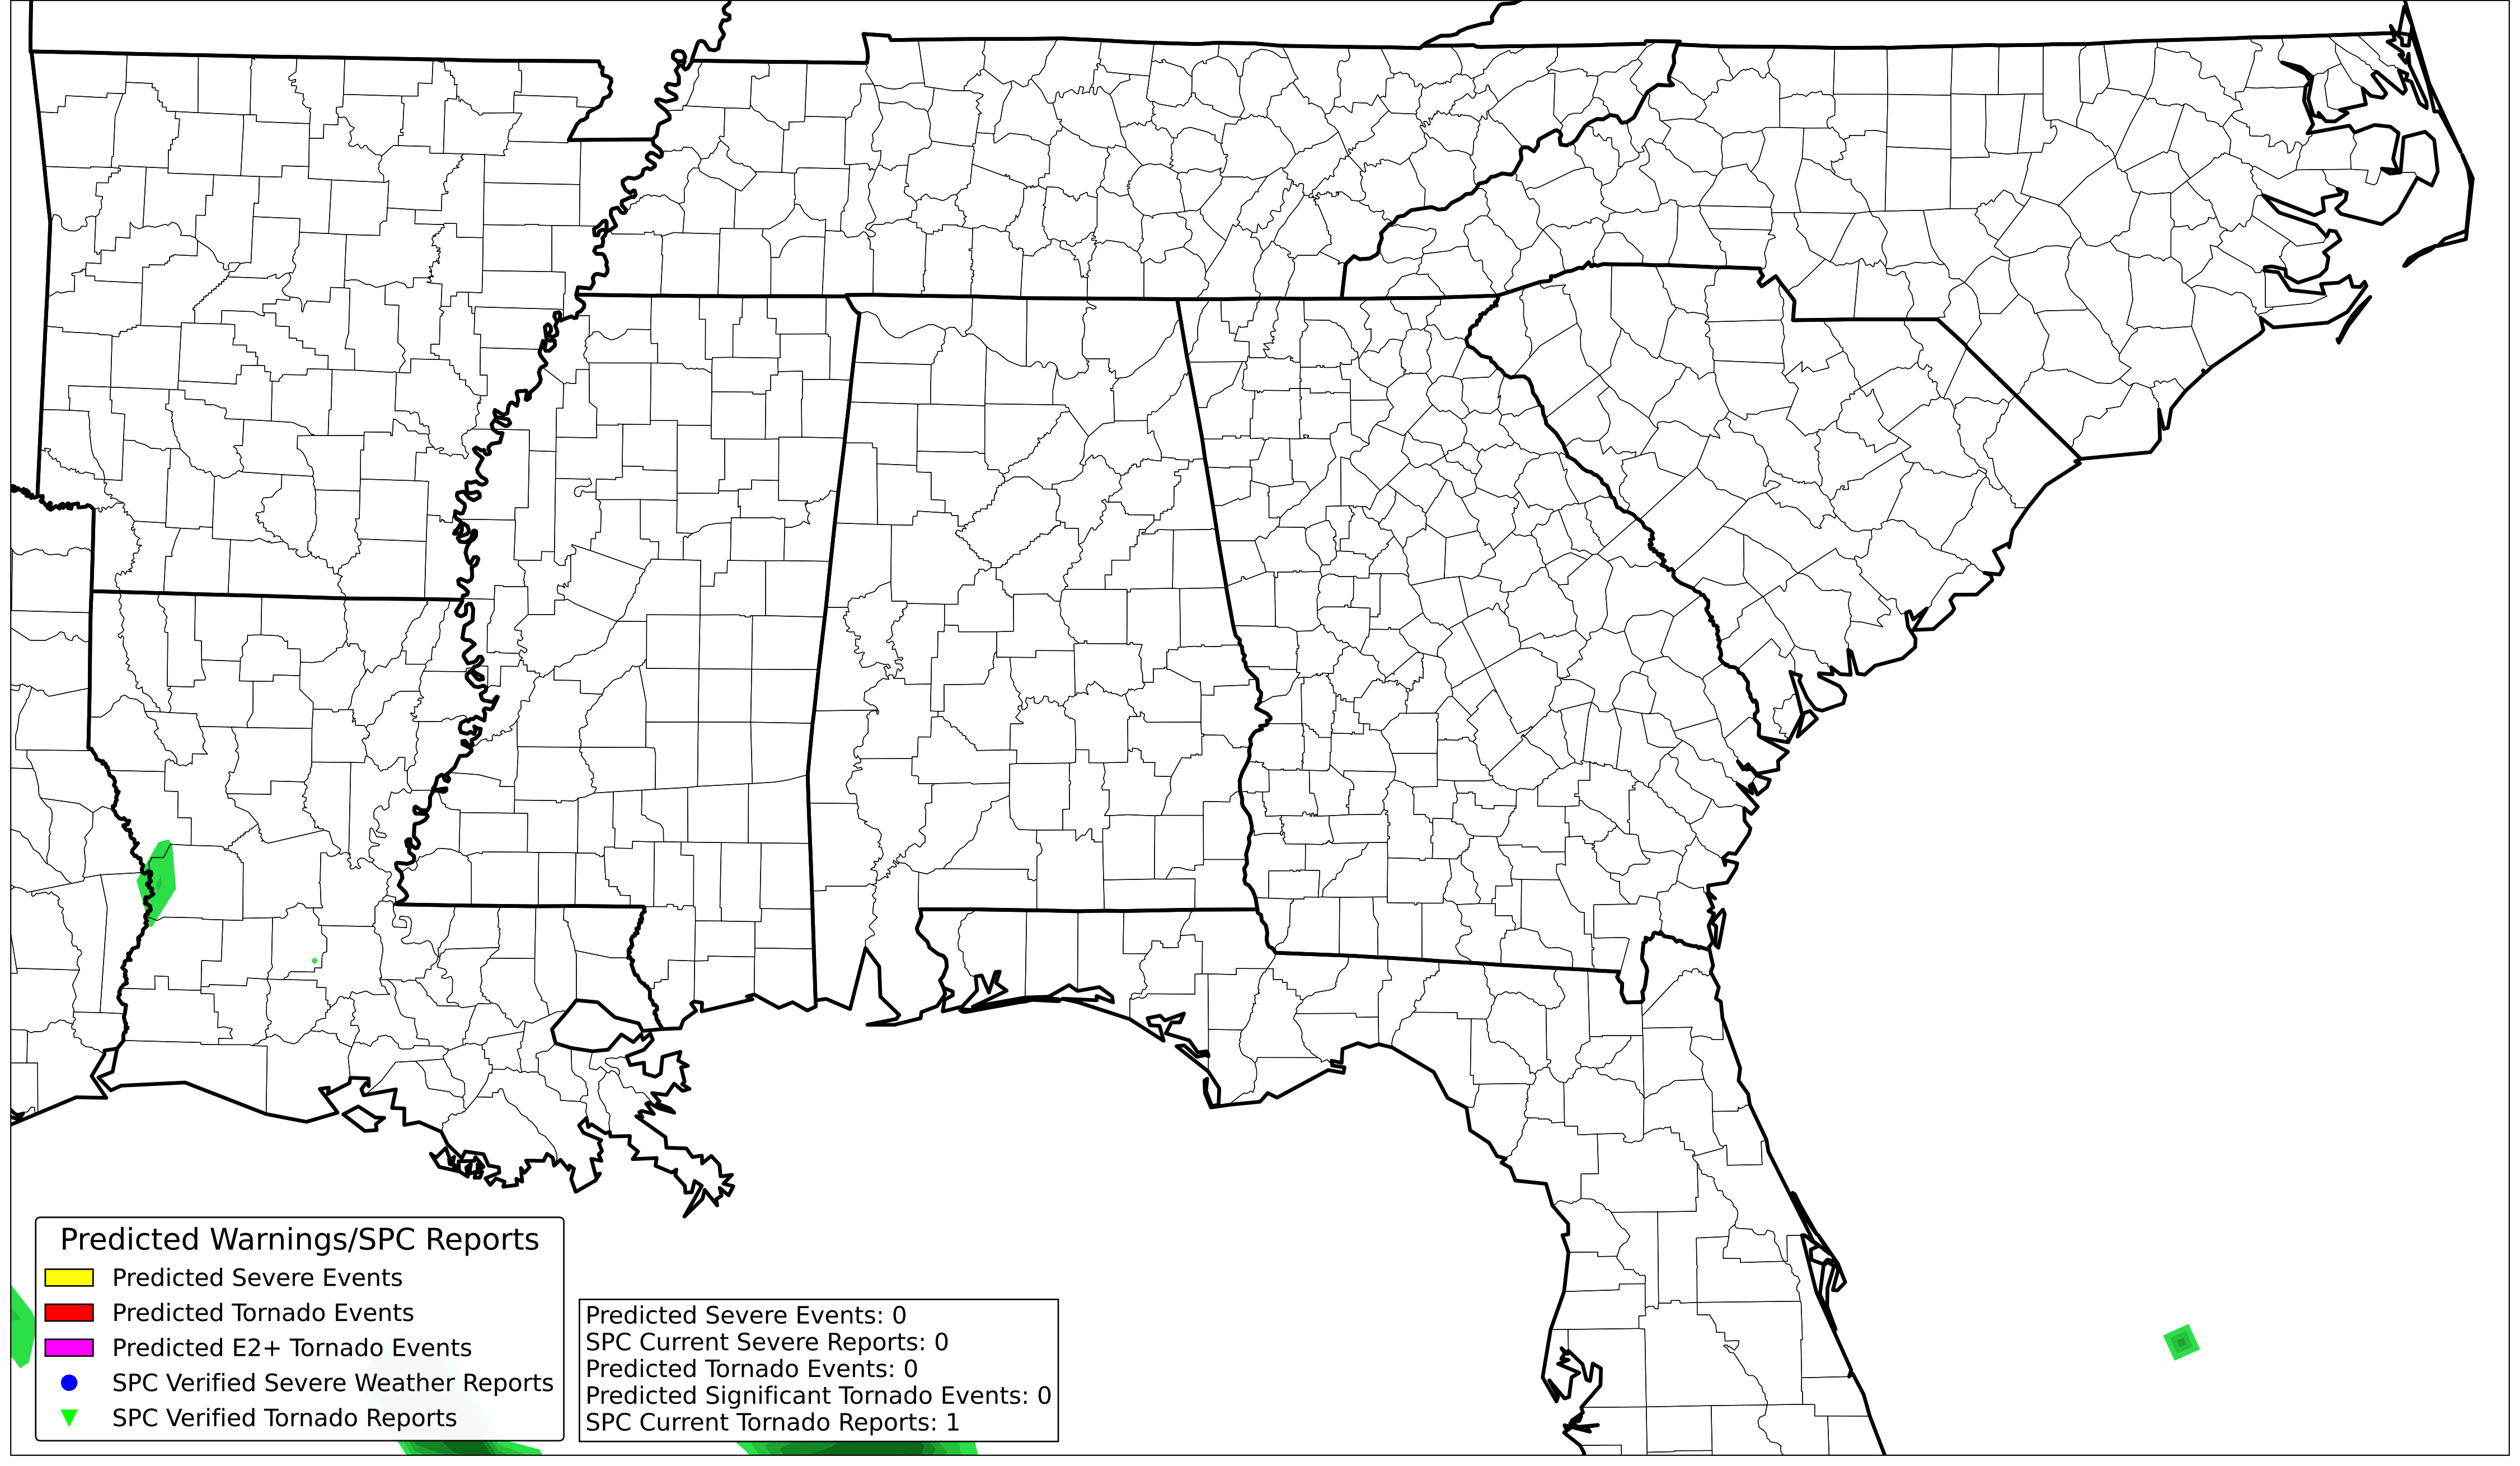 Predicted Warnings/SPC Reports
Predicted Severe Events
Predicted Tornado Events
Predicted E2+ Tornado Events
SPC Verified Severe Weather Reports
SPC Verified Tornado Reports
Predicted Severe Events: 0
SPC Current Severe Reports: 0
Predicted Tornado Events: 0
Predicted Significant Tornado Events: 0
SPC Current Tornado Reports: 1